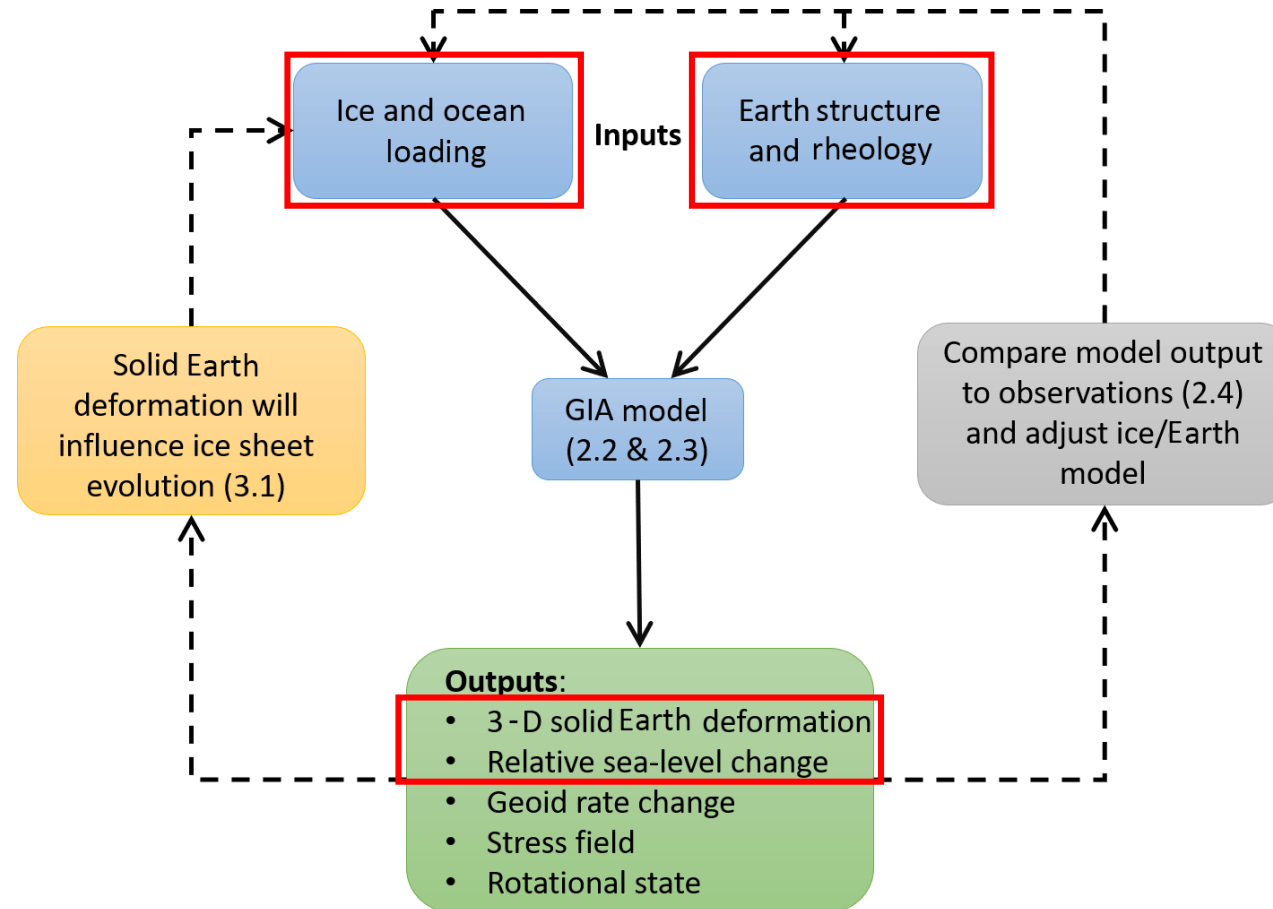 Ice and ocean
loading
Inputs
Earth structure
and rheology
Solid Earth
deformation will
influence ice sheet
evolution (3.1)
GIA model
(2.2 & 2.3)
Compare model output
to observations (2.4)
and adjust ice/Earth
model
Outputs:
• 3-D solid Earth deformation
• Relative sea-level change
• Geoid rate change
• Stress field
• Rotational state